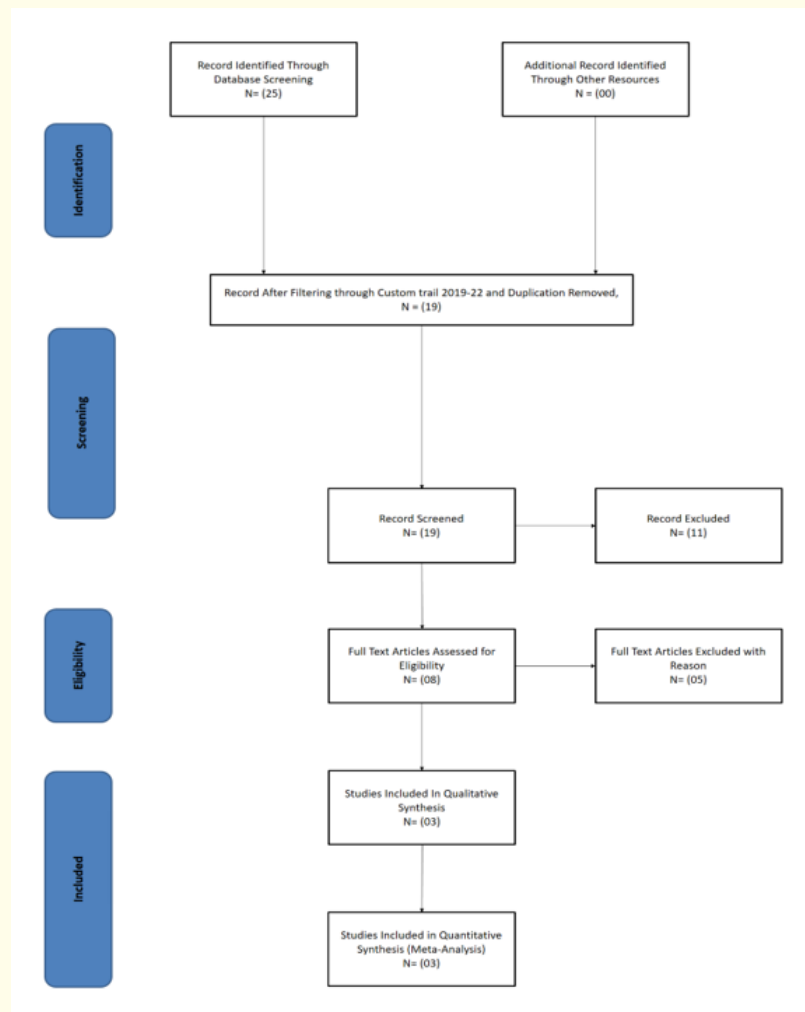 Record Identified Through
Database Screening
N= (25)
Additional Record Identified
Through Other Resources
N = (00)
Identification
Record After Filtering through Custom trail 2019-22 and Duplication Removed,
N = (19)
Screening
Record Screened
N= (19)
Record Excluded
N= (11)
Eligibility
Full Text Articles Assessed for
Eligibility
N= (08)
Full Text Articles Excluded with
Reason
N= (05)
Included
Studies Included In Qualitative
Synthesis
N= (03)
Studies Included in Quantitative
Synthesis (Meta-Analysis)
N= (03)